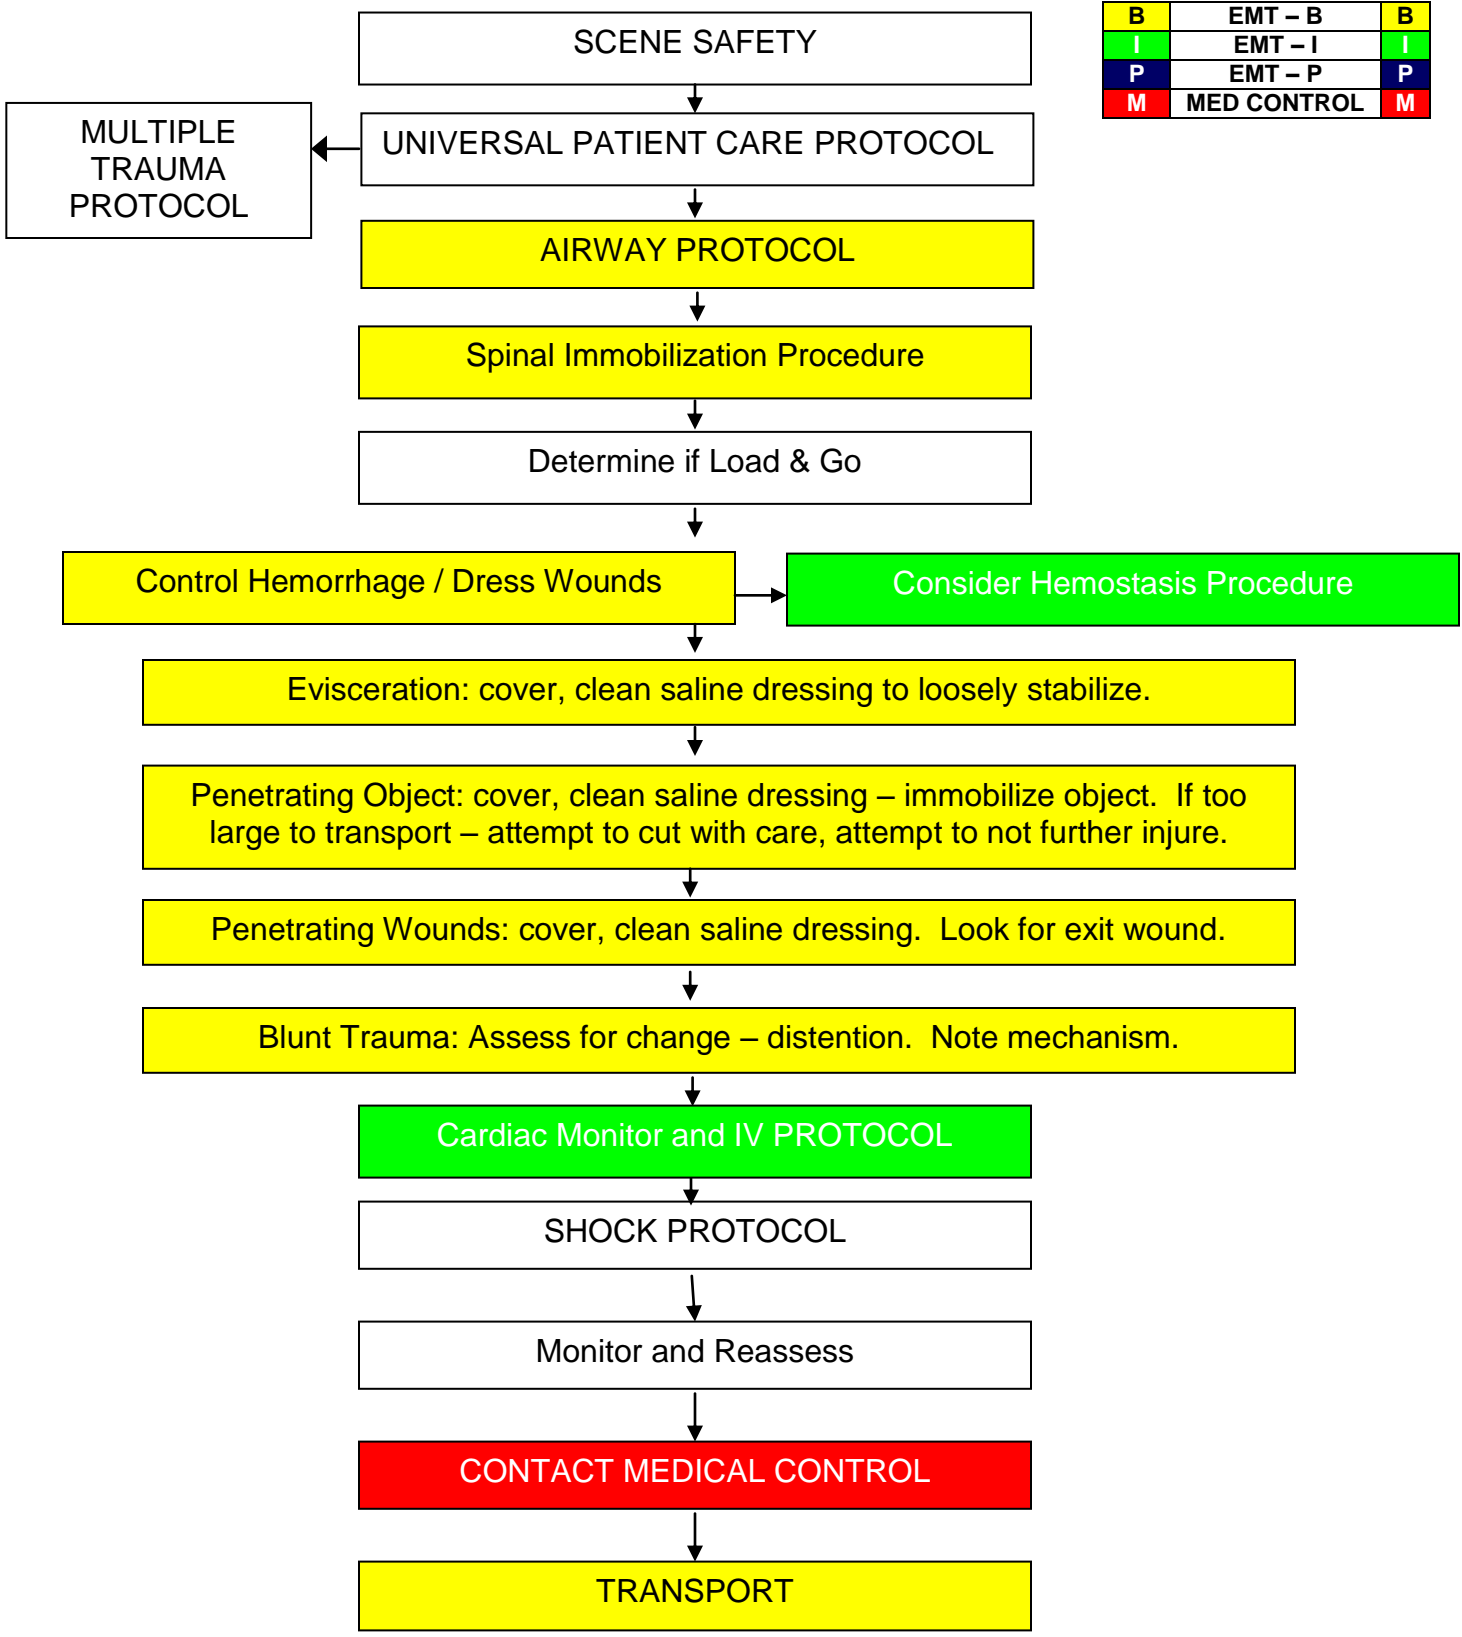 SCENE SAFETY
B EMT – B B
I EMT – I I
P EMT – P P
M MED CONTROL M
MULTIPLE
TRAUMA
PROTOCOL
UNIVERSAL PATIENT CARE PROTOCOL
AIRWAY PROTOCOL
Spinal Immobilization Procedure
Determine if Load & Go
Control Hemorrhage / Dress Wounds
Consider Hemostasis Procedure
Evisceration: cover, clean saline dressing to loosely stabilize.
Penetrating Object: cover, clean saline dressing – immobilize object. If too
large to transport – attempt to cut with care, attempt to not further injure.
Penetrating Wounds: cover, clean saline dressing. Look for exit wound.
Blunt Trauma: Assess for change – distention. Note mechanism.
Cardiac Monitor and IV PROTOCOL
SHOCK PROTOCOL
Monitor and Reassess
CONTACT MEDICAL CONTROL
TRANSPORT